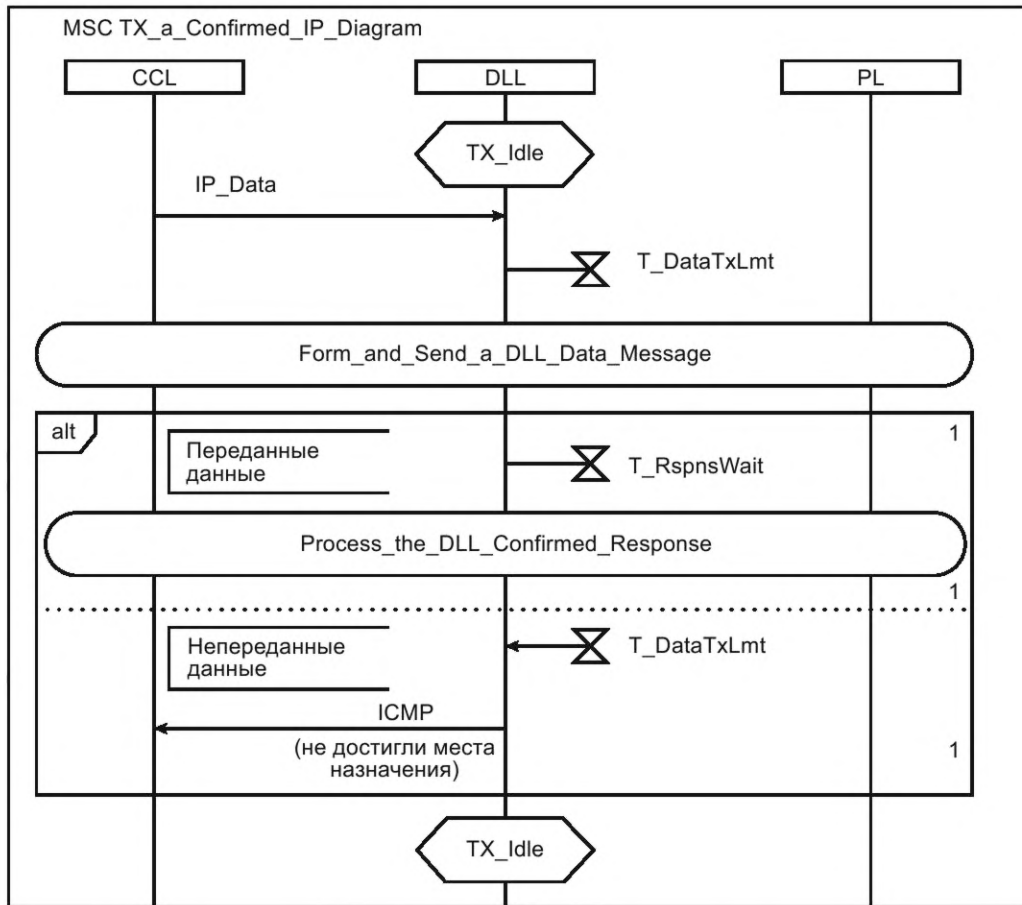 MSC TX_a_Confirmed_IP_Diagram
CCL
DLL
PL
TX_Idle
IP_Data
T_DataTxLmt
Form_and_Send_a_DLL_Data_Message
alt
1
Переданные
данные
T_RspnsWait
Process_the_DLL_Confirmed_Response
1
Непереданные
данные
T_DataTxLmt
ICMP
(не достигли места
назначения)
1
TX_Idle